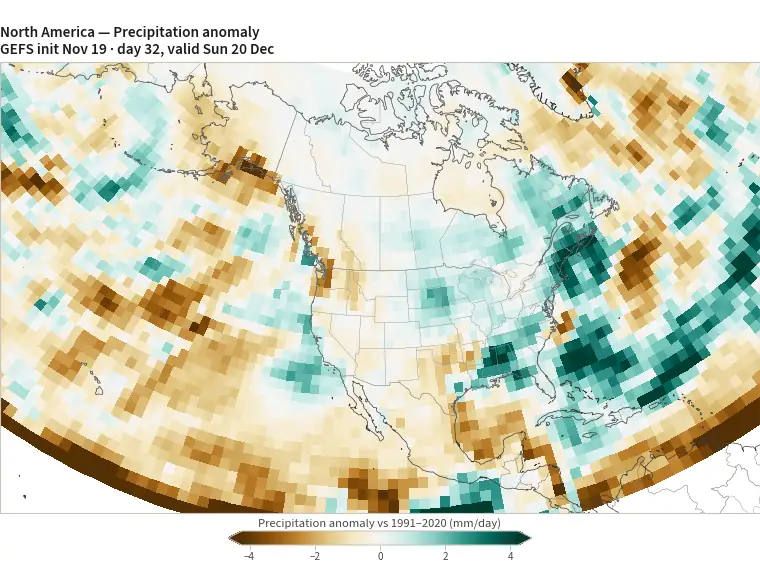 North America — Precipitation anomaly
GEFS init Nov 19 · day 32, valid Sun 20 Dec
Precipitation anomaly vs 1991–2020 (mm/day)
−4 −2 0 2 4